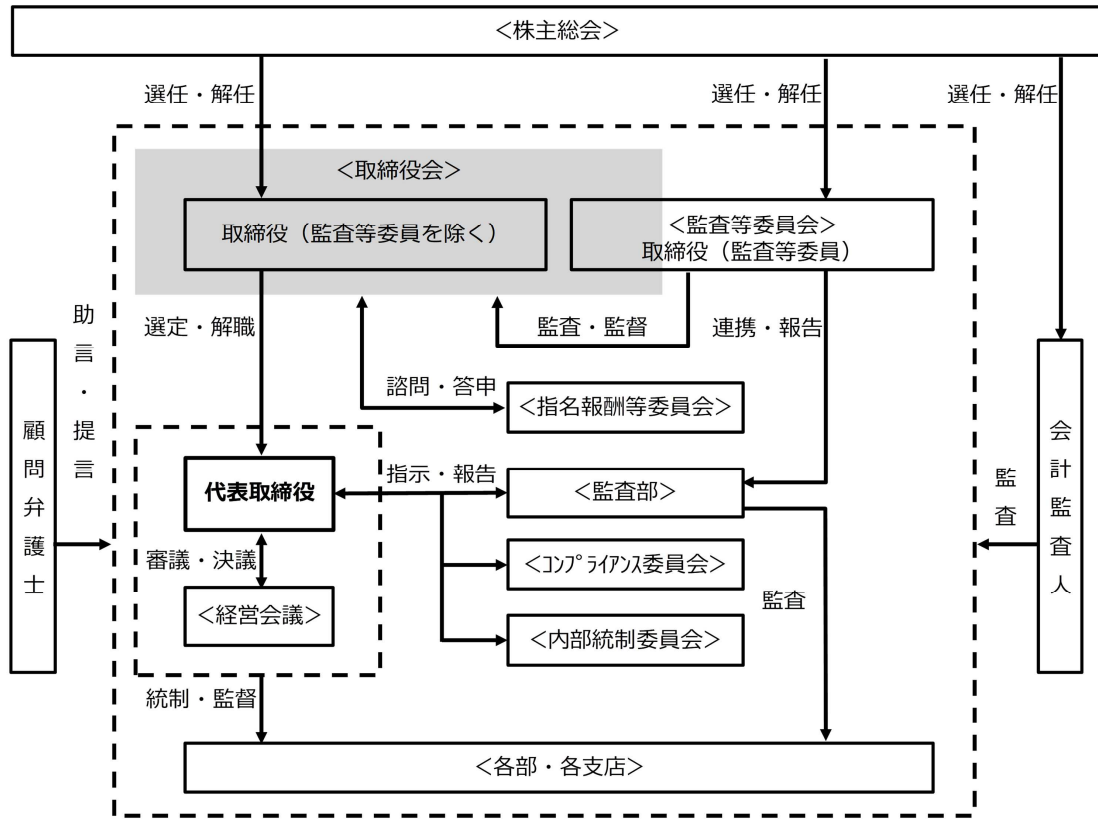 <株主総会>
選任・解任
選任・解任
選任・解任
<取締役会>
取締役（監査等委員を除く）
<監査等委員会>
取締役（監査等委員）
選定・解職
監査・監督
連携・報告
助言・提言
顧問弁護士
諮問・答申
<指名報酬等委員会>
代表取締役
指示・報告
<監査部>
監査
会計監査人
審議・決議
<ｺﾝﾌﾟﾗｲｱﾝｽ委員会>
<経営会議>
監査
<内部統制委員会>
統制・監督
<各部・各支店>